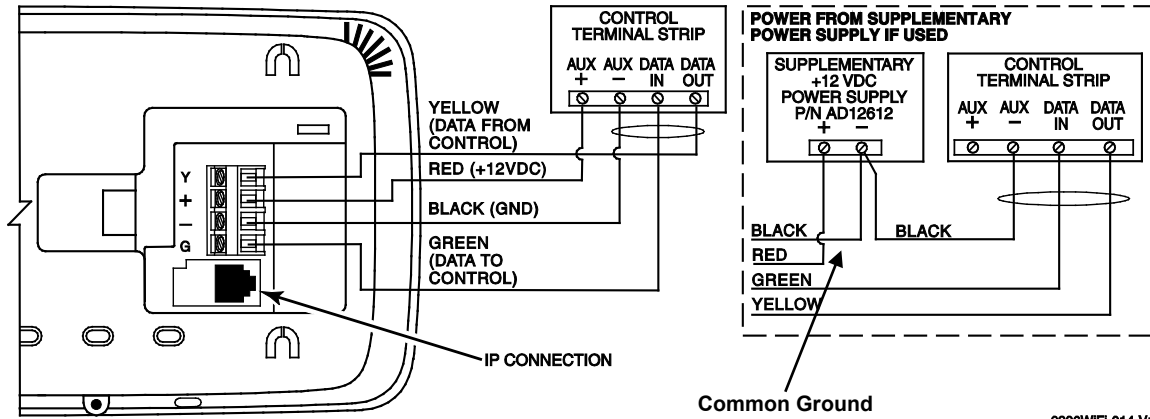 CONTROL
TERMINAL STRIP
AUX AUX DATA DATA
+ − IN OUT
YELLOW
(DATA FROM
CONTROL)
RED (+12VDC)
BLACK (GND)
GREEN
(DATA TO
CONTROL)
Y
+
−
G
IP CONNECTION
POWER FROM SUPPLEMENTARY
POWER SUPPLY IF USED
SUPPLEMENTARY
+12 VDC
POWER SUPPLY
P/N AD12612
+ −
CONTROL
TERMINAL STRIP
AUX AUX DATA DATA
+ − IN OUT
BLACK
BLACK
RED
GREEN
YELLOW
Common Ground